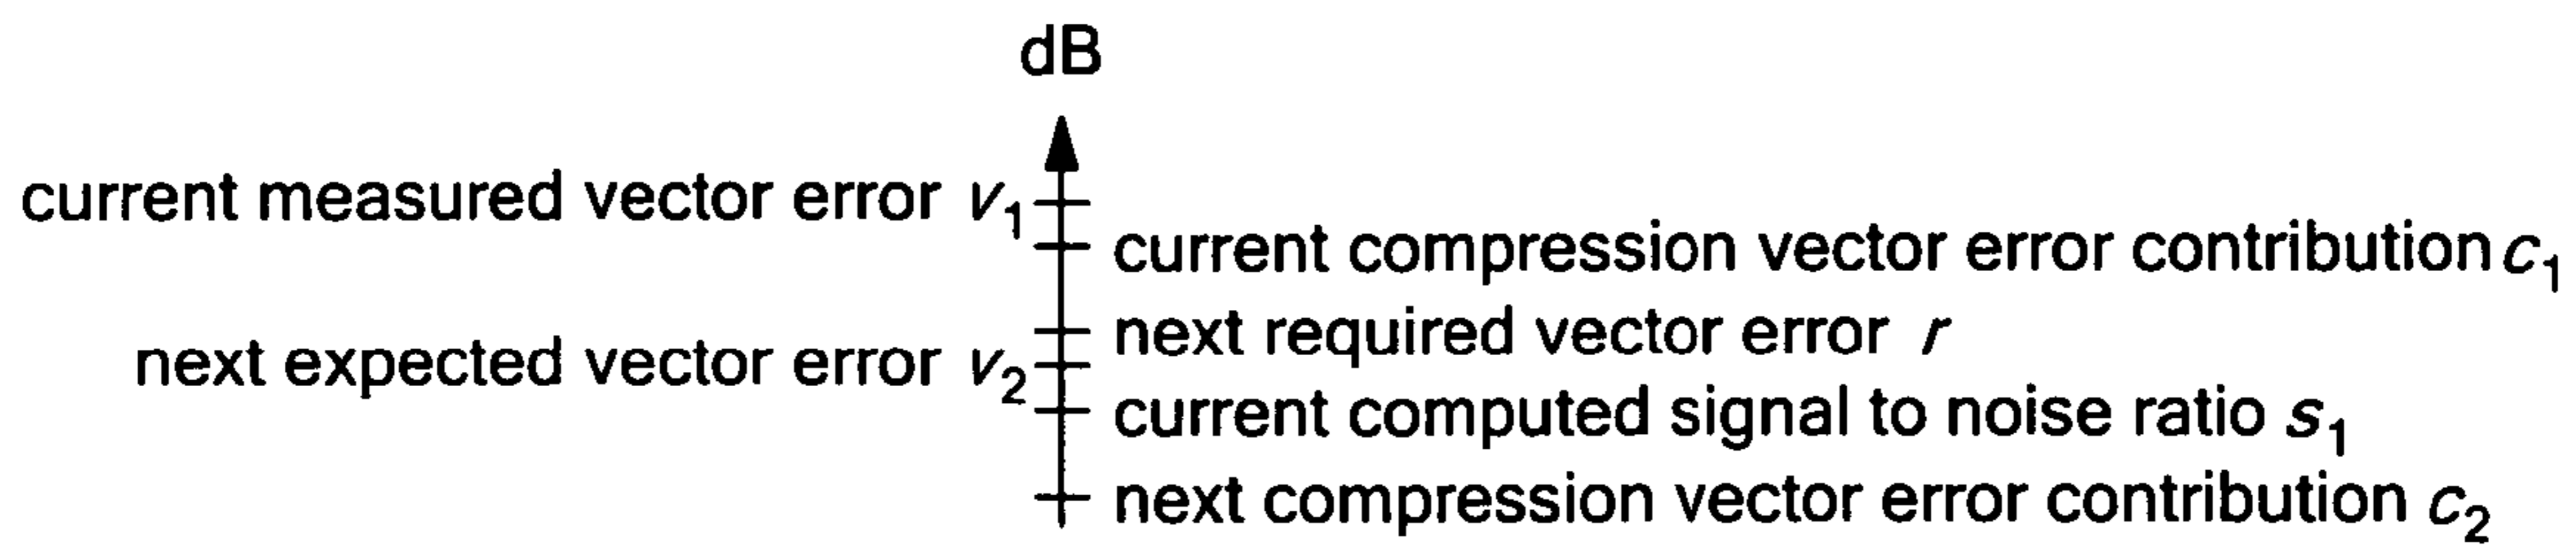 dB
current measured vector error v1
current compression vector error contribution c1
next required vector error r
next expected vector error v2
current computed signal to noise ratio s1
next compression vector error contribution c2